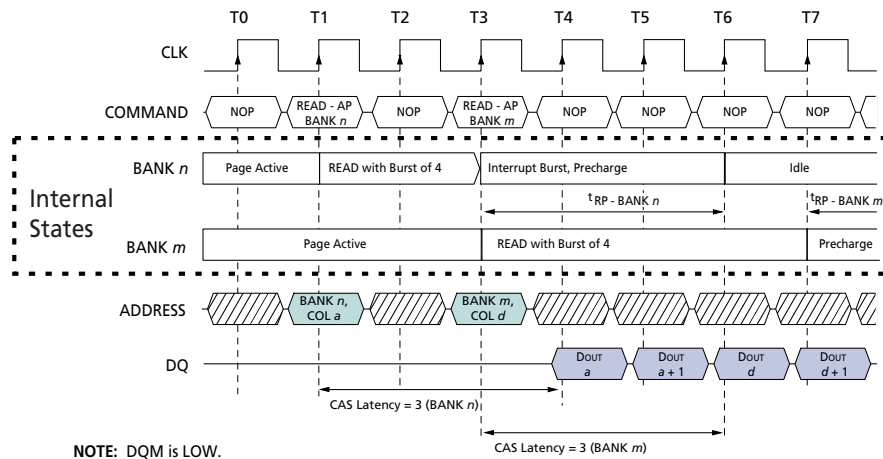 T0 T1 T2 T3 T4 T5 T6 T7
CLK
COMMAND NOP READ - AP BANK n NOP READ - AP BANK m NOP NOP NOP NOP
BANK n Page Active READ with Burst of 4 Interrupt Burst, Precharge Idle
Internal States
tRP - BANK n tRP - BANK m
BANK m Page Active READ with Burst of 4 Precharge
ADDRESS BANK n, COL a BANK m, COL d
DQ DOUT a DOUT a + 1 DOUT d DOUT d + 1
CAS Latency = 3 (BANK n)
CAS Latency = 3 (BANK m)
NOTE: DQM is LOW.